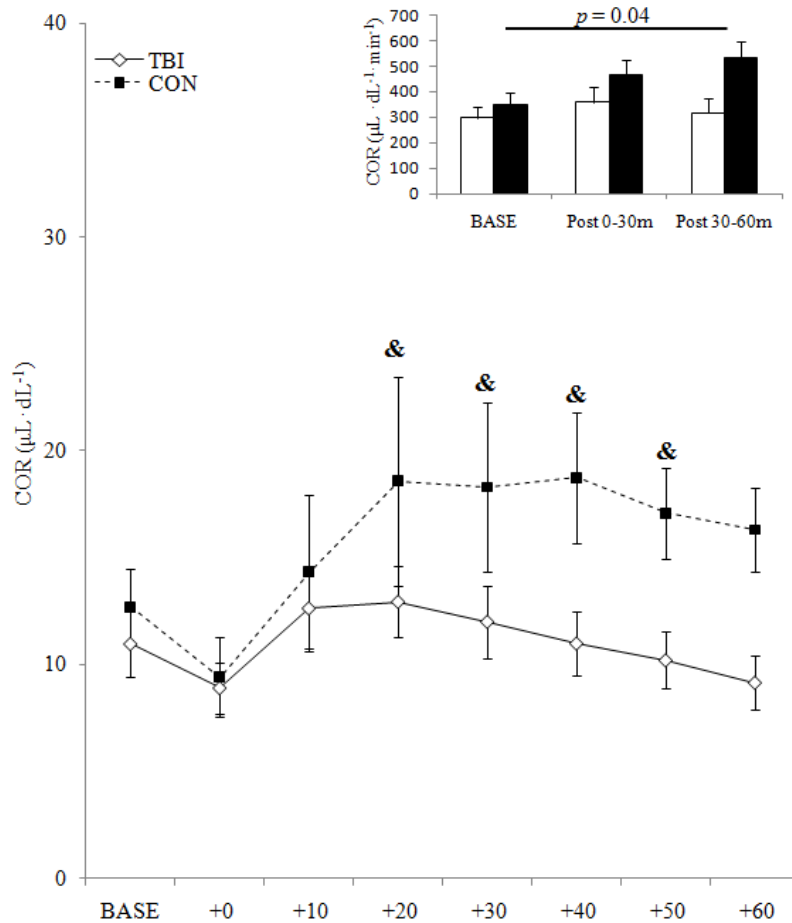 40
30
20
10
0
COR (µL · dL⁻¹)
TBI
CON
&
&
&
&
BASE +0 +10 +20 +30 +40 +50 +60
p = 0.04
700
600
500
400
300
200
100
0
COR (µL · dL⁻¹· min⁻¹)
BASE Post 0-30m Post 30-60m